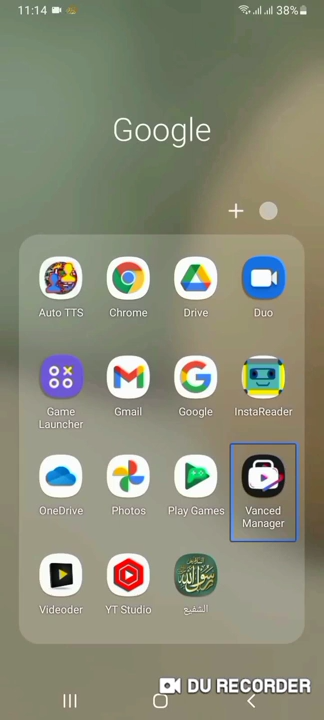 11:14
38%
Google
Auto TTS
Chrome
Drive
Duo
Game
Launcher
Gmail
Google
InstaReader
OneDrive
Photos
Play Games
Vanced
Manager
Videoder
YT Studio
الشفيع
DU RECORDER